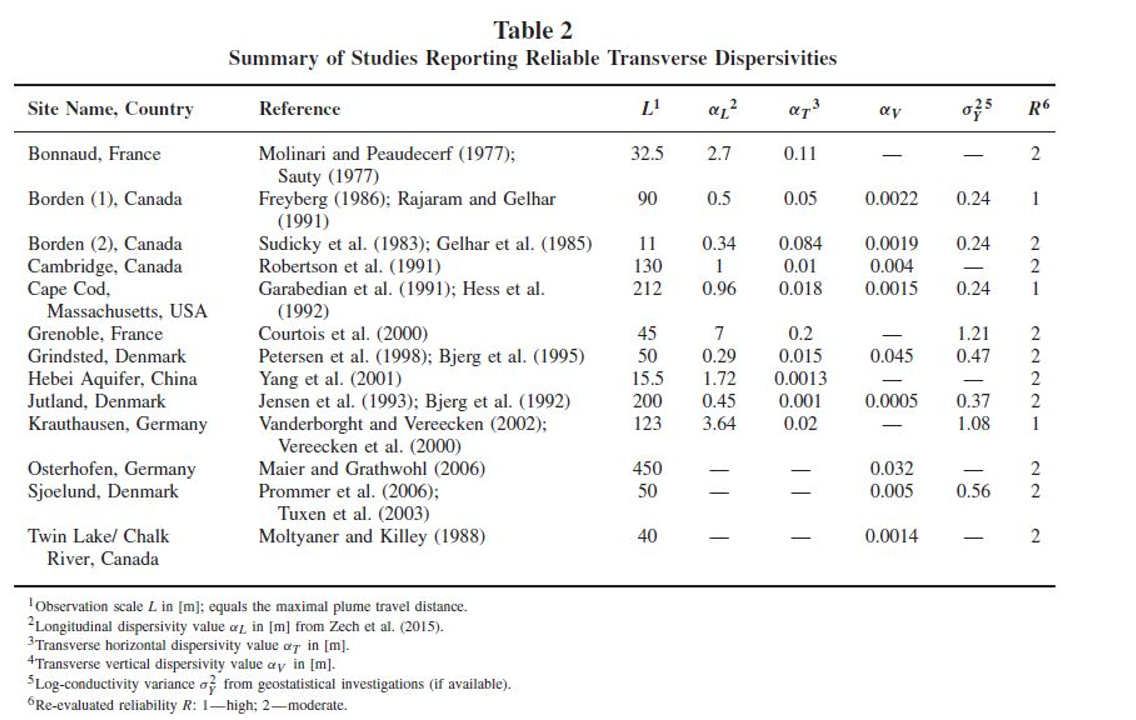 Table 2
Summary of Studies Reporting Reliable Transverse Dispersivities
Site Name, Country Reference L¹ α_L² α_T³ α_V σ_Y²⁵ R⁶
Bonnaud, France Molinari and Peaudecerf (1977); 32.5 2.7 0.11 — — 2
Sauty (1977)
Borden (1), Canada Freyberg (1986); Rajaram and Gelhar 90 0.5 0.05 0.0022 0.24 1
(1991)
Borden (2), Canada Sudicky et al. (1983); Gelhar et al. (1985) 11 0.34 0.084 0.0019 0.24 2
Cambridge, Canada Robertson et al. (1991) 130 1 0.01 0.004 — 2
Cape Cod, Garabedian et al. (1991); Hess et al. 212 0.96 0.018 0.0015 0.24 1
Massachusetts, USA (1992)
Grenoble, France Courtois et al. (2000) 45 7 0.2 — 1.21 2
Grindsted, Denmark Petersen et al. (1998); Bjerg et al. (1995) 50 0.29 0.015 0.045 0.47 2
Hebei Aquifer, China Yang et al. (2001) 15.5 1.72 0.0013 — — 2
Jutland, Denmark Jensen et al. (1993); Bjerg et al. (1992) 200 0.45 0.001 0.0005 0.37 2
Krauthausen, Germany Vanderborght and Vereecken (2002); 123 3.64 0.02 — 1.08 1
Vereecken et al. (2000)
Osterhofen, Germany Maier and Grathwohl (2006) 450 — — 0.032 — 2
Sjoelund, Denmark Prommer et al. (2006); 50 — — 0.005 0.56 2
Tuxen et al. (2003)
Twin Lake/ Chalk Moltyaner and Killey (1988) 40 — — 0.0014 — 2
River, Canada
¹Observation scale L in [m]; equals the maximal plume travel distance.
²Longitudinal dispersivity value α_L in [m] from Zech et al. (2015).
³Transverse horizontal dispersivity value α_T in [m].
⁴Transverse vertical dispersivity value α_V in [m].
⁵Log-conductivity variance σ_Y² from geostatistical investigations (if available).
⁶Re-evaluated reliability R: 1—high; 2—moderate.